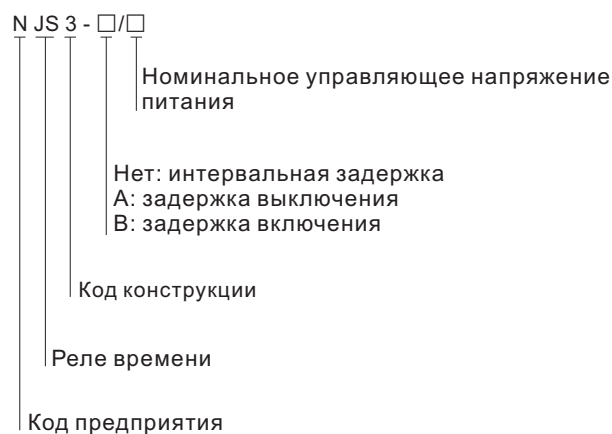 N JS 3 - □/□
Номинальное управляющее напряжение
питания
Нет: интервальная задержка
А: задержка выключения
В: задержка включения
Код конструкции
Реле времени
Код предприятия